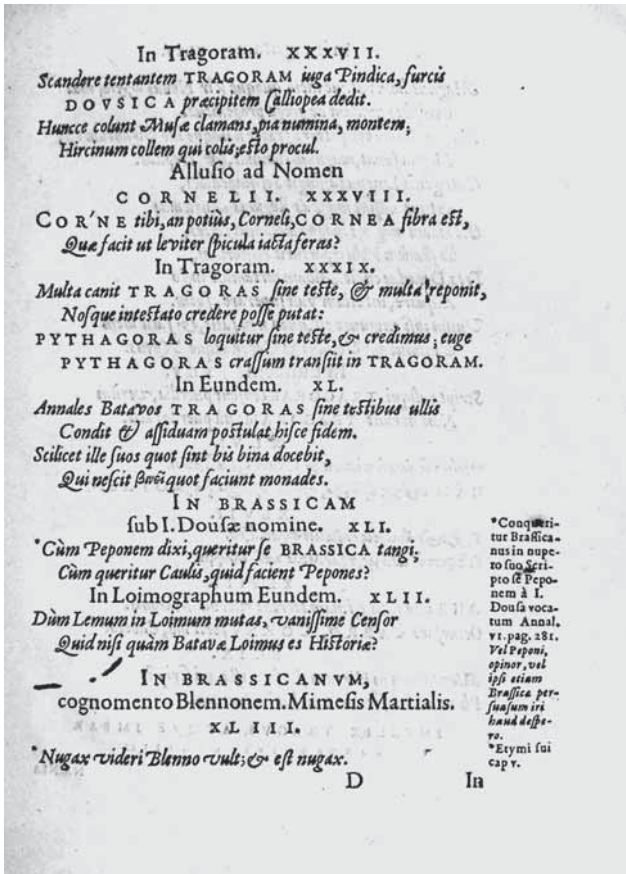 In Tragoram. XXXVII.
Scandere tentantem TRAGORAM iuga Pindica, furcis
DOVSICA præcipitem Calliopea dedit.
Huncce colunt Musæ clamans, pia numina, montem;
Hircinum collem qui colis; esto procul.
Allusio ad Nomen
CORNELII. XXXVIII.
COR'NE tibi, an potiùs, Corneli, CORNEA fibra est,
Quæ facit ut leviter spicula iacta feras?
In Tragoram. XXXIX.
Multa canit TRAGORAS sine teste, & multa reponit,
Nosque intestato credere posse putat:
PYTHAGORAS loquitur sine teste, & credimus; euge
PYTHAGORAS crassum transiit in TRAGORAM.
In Eundem. XL.
Annales Batavos TRAGORAS sine testibus ullis
Condit & assiduam postulat hisce fidem.
Scilicet ille suos quot sint bis bina docebit,
Qui nescit quot faciunt monades.
IN BRASSICAM
sub I. Dousæ nomine. XLI.
*Cùm Peponem dixi, queritur se BRASSICA tangi;
Cùm queritur Caulis, quid facient Pepones?
In Loimographum Eundem. XLII.
Dùm Lemum in Loimum mutas, vanissime Censor
Quid nisi quàm Batavæ Loimus es Historiæ?
IN BRASSICANVM,
cognomento Blennonem. Mimesis Martialis.
XLIII.
*Nugax videri Blenno vult; & est nugax.
D In
*Conqueri-
tur Brassica-
nus in nupe-
ro suo Scri-
pto sē Pepo-
nem à I.
Dousa voca-
tum Annal.
VI. pag. 281.
Vel Peponi,
opinor, vel
ipsi etiam
Brassicæ per-
suasum iri
haud despe-
ro.
*Etymi sui
cap v.